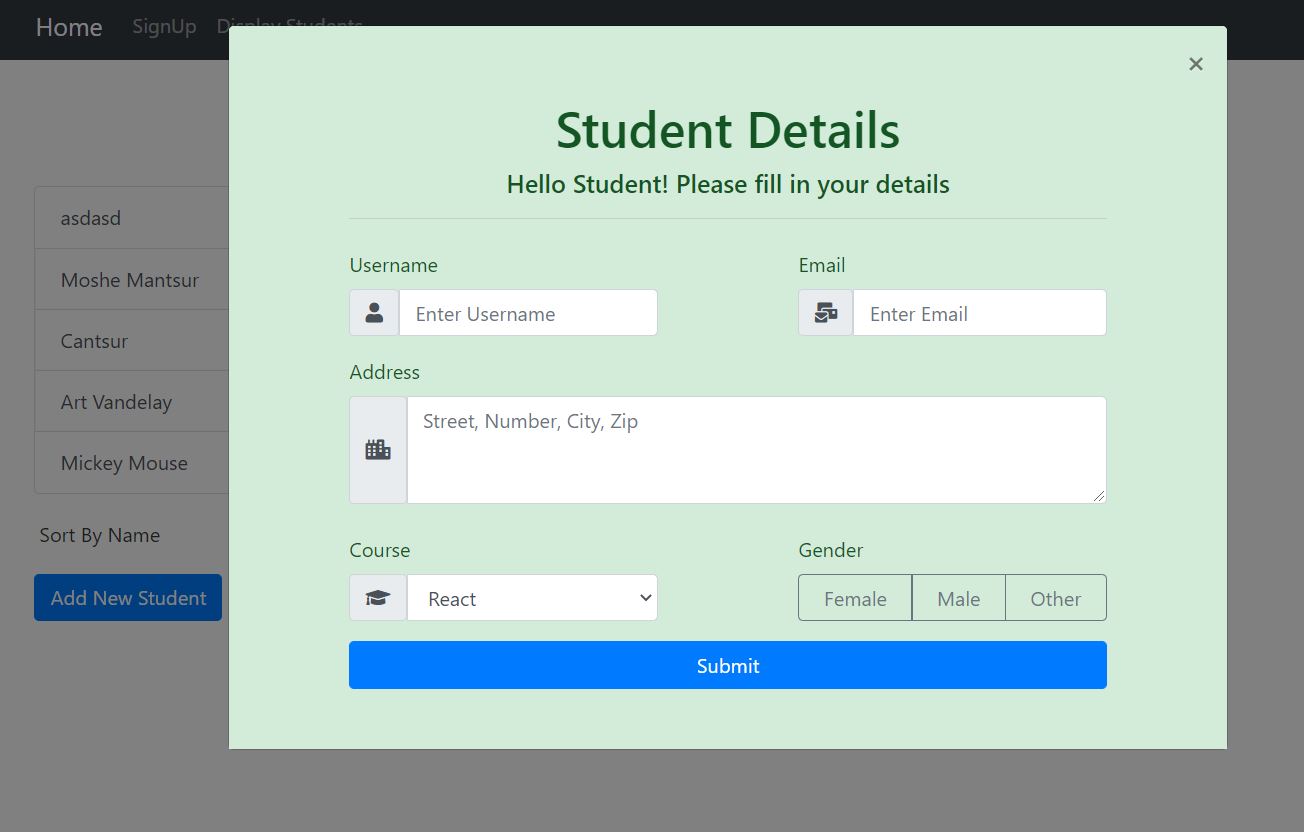 Home SignUp Display Students
×
Student Details
Hello Student! Please fill in your details
asdasd
Moshe Mantsur
Cantsur
Art Vandelay
Mickey Mouse
Sort By Name
Add New Student
Username Email
Enter Username Enter Email
Address
Street, Number, City, Zip
Course Gender
React Female Male Other
Submit